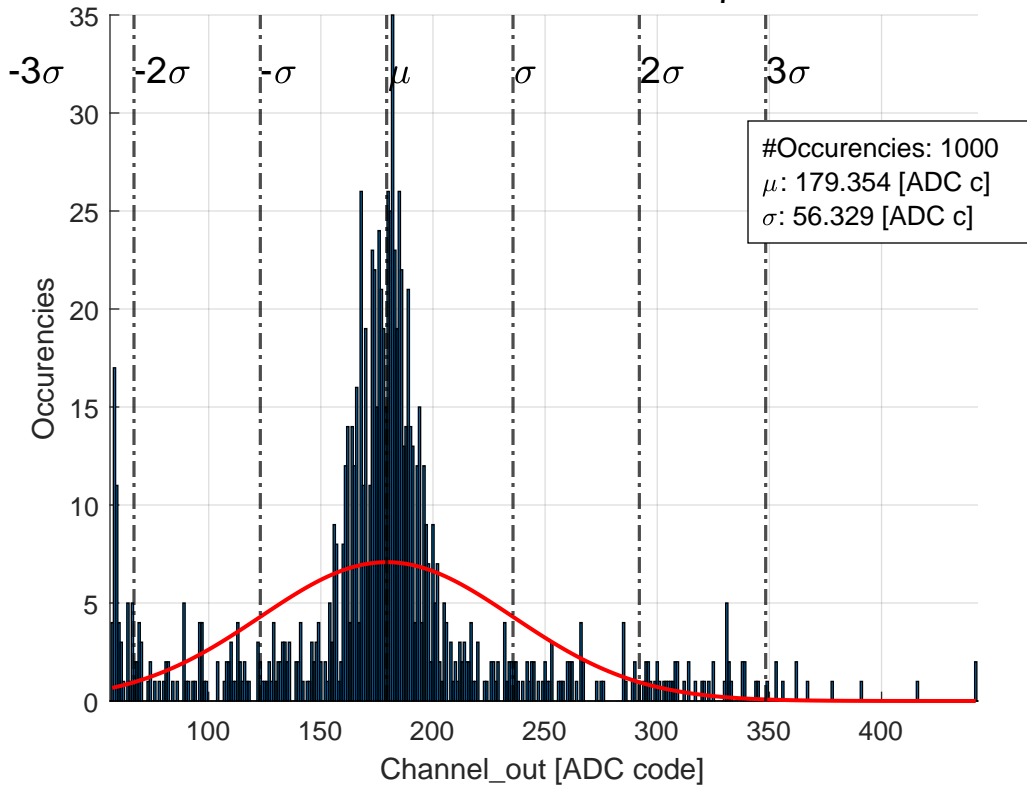 35
-3σ -2σ -σ μ σ 2σ 3σ
30
#Occurencies: 1000
μ: 179.354 [ADC c]
σ: 56.329 [ADC c]
25
20
15
10
5
0
Occurencies
100 150 200 250 300 350 400
Channel_out [ADC code]